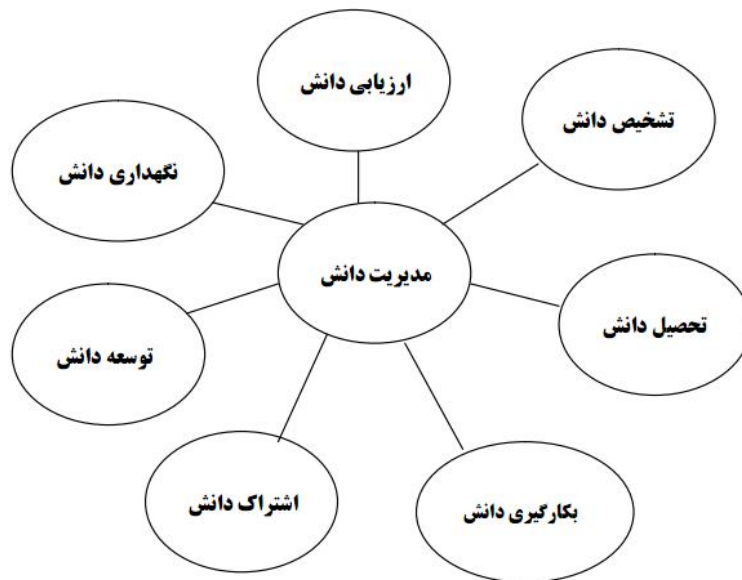 ارزیابی دانش
تشخیص دانش
نگهداری دانش
مدیریت دانش
تحصیل دانش
توسعه دانش
اشتراک دانش
بکارگیری دانش